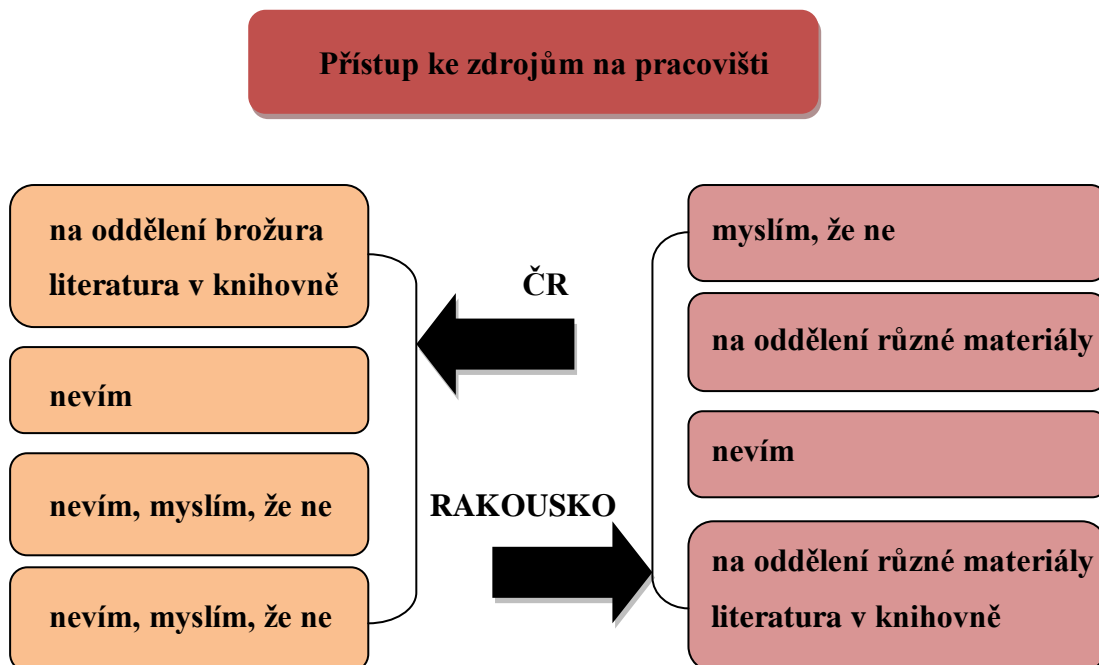 Přístup ke zdrojům na pracovišti
na oddělení brožura
literatura v knihovně
nevím
nevím, myslím, že ne
nevím, myslím, že ne
ČR
RAKOUSKO
myslím, že ne
na oddělení různé materiály
nevím
na oddělení různé materiály
literatura v knihovně